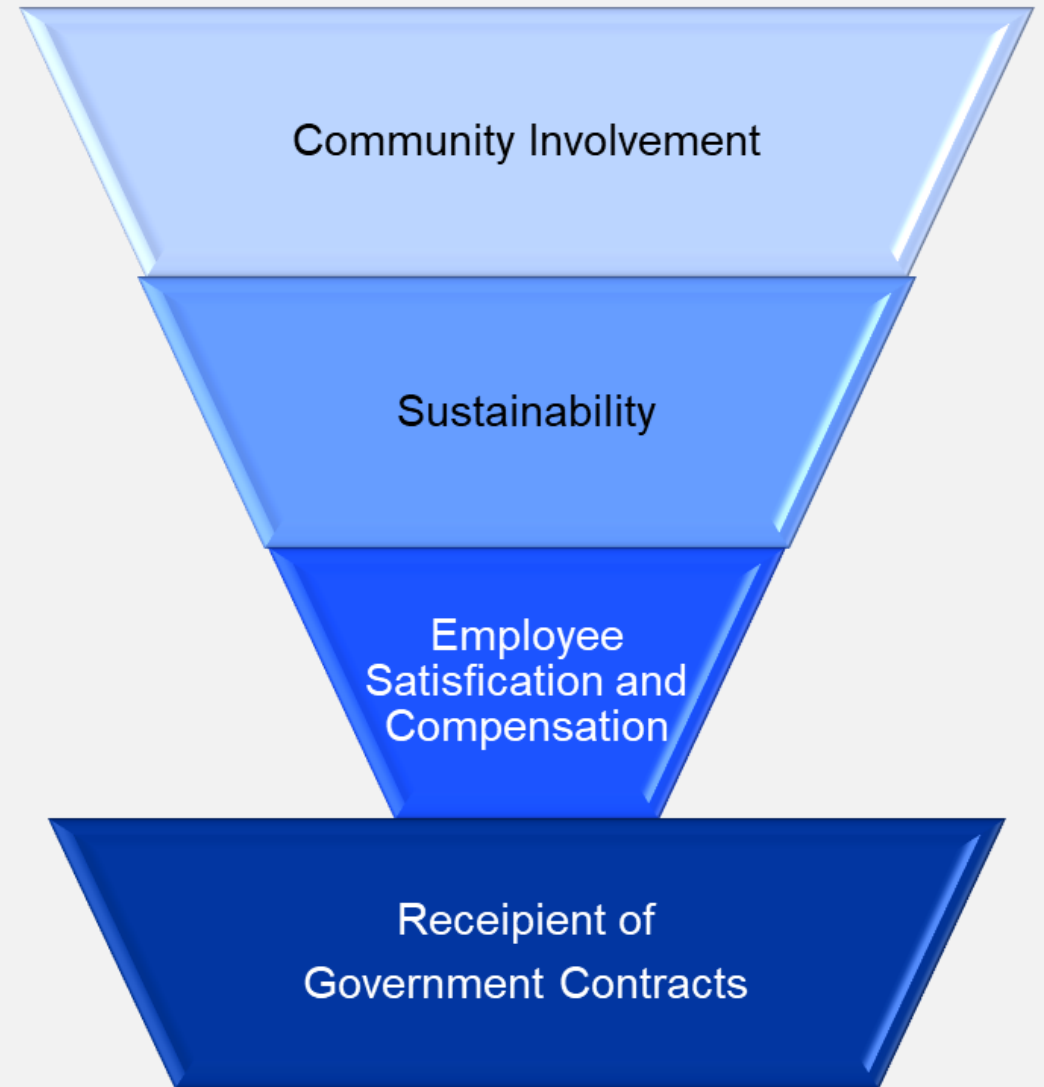 Community Involvement
Sustainability
Employee
Satisfication and
Compensation
Receipient of
Government Contracts